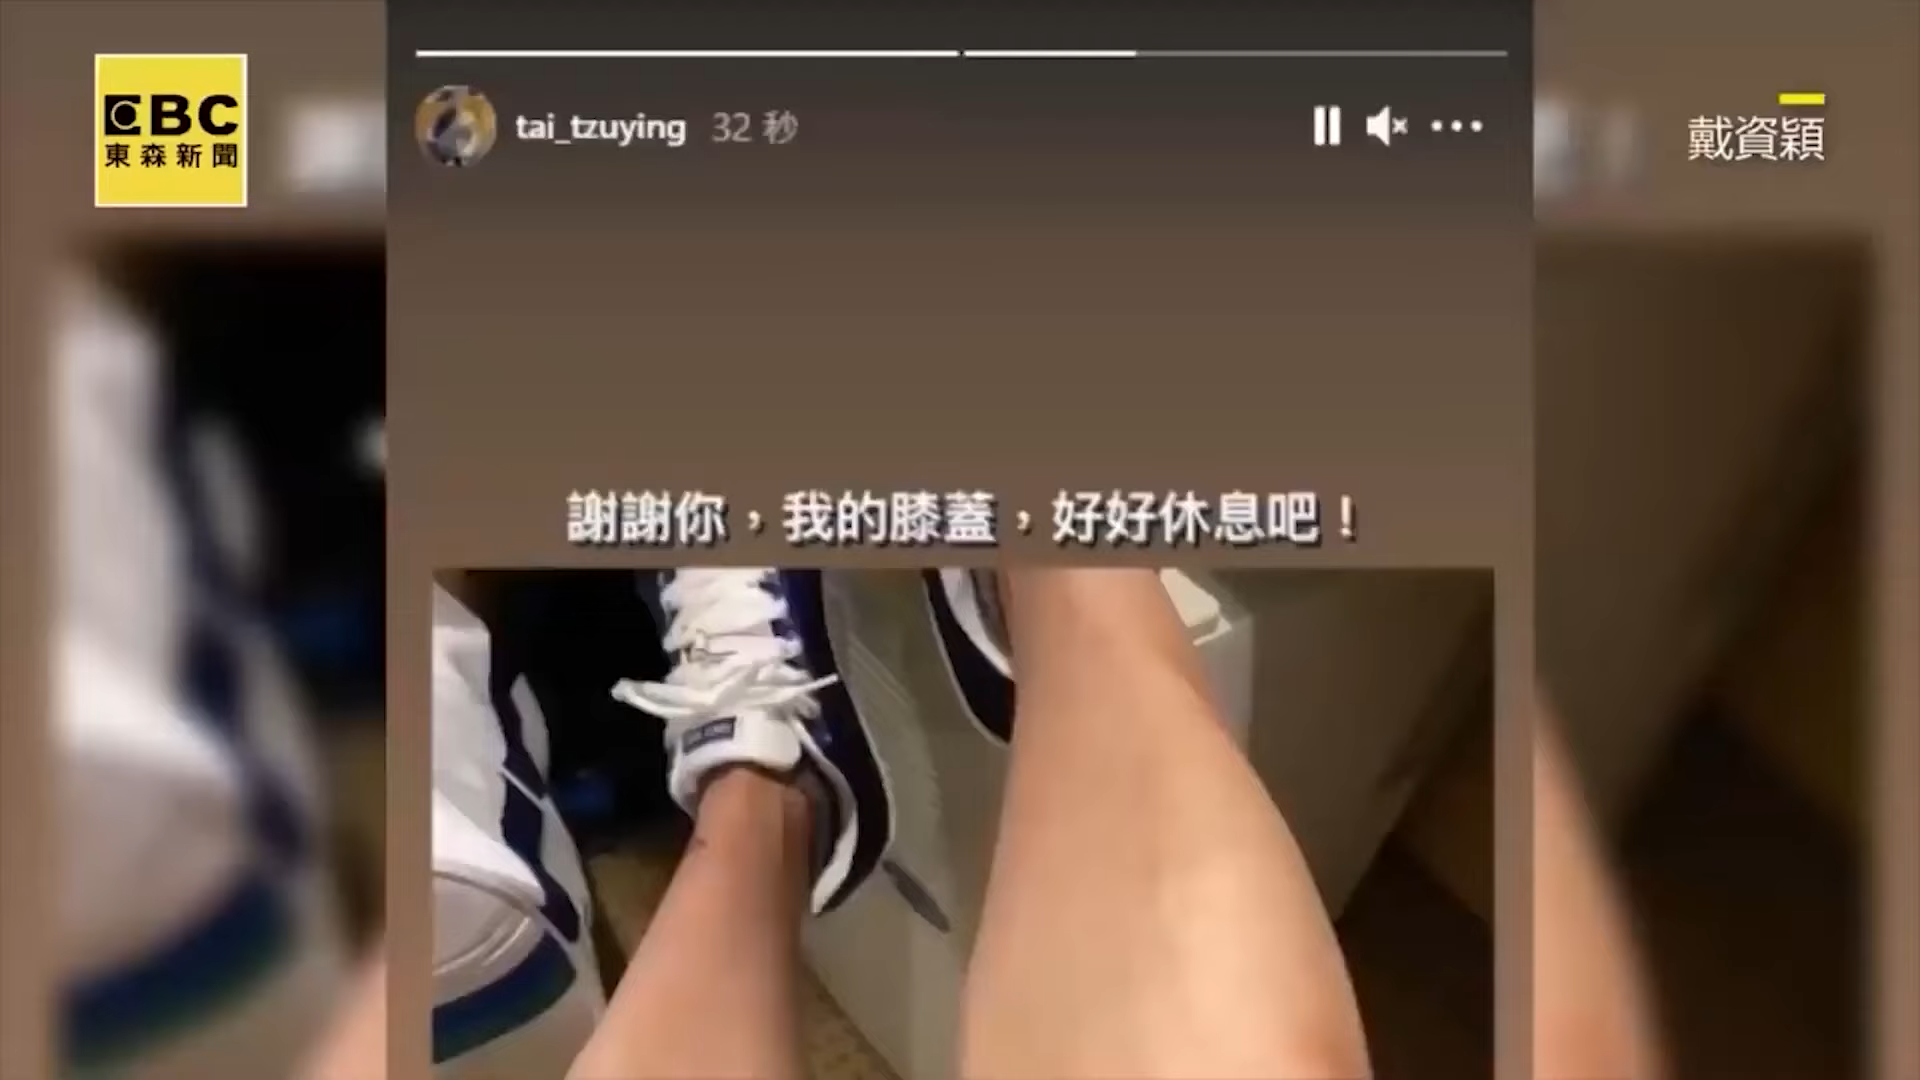 EBC
東森新聞
tai_tzuying 32 秒
戴資穎
謝謝你，我的膝蓋，好好休息吧！